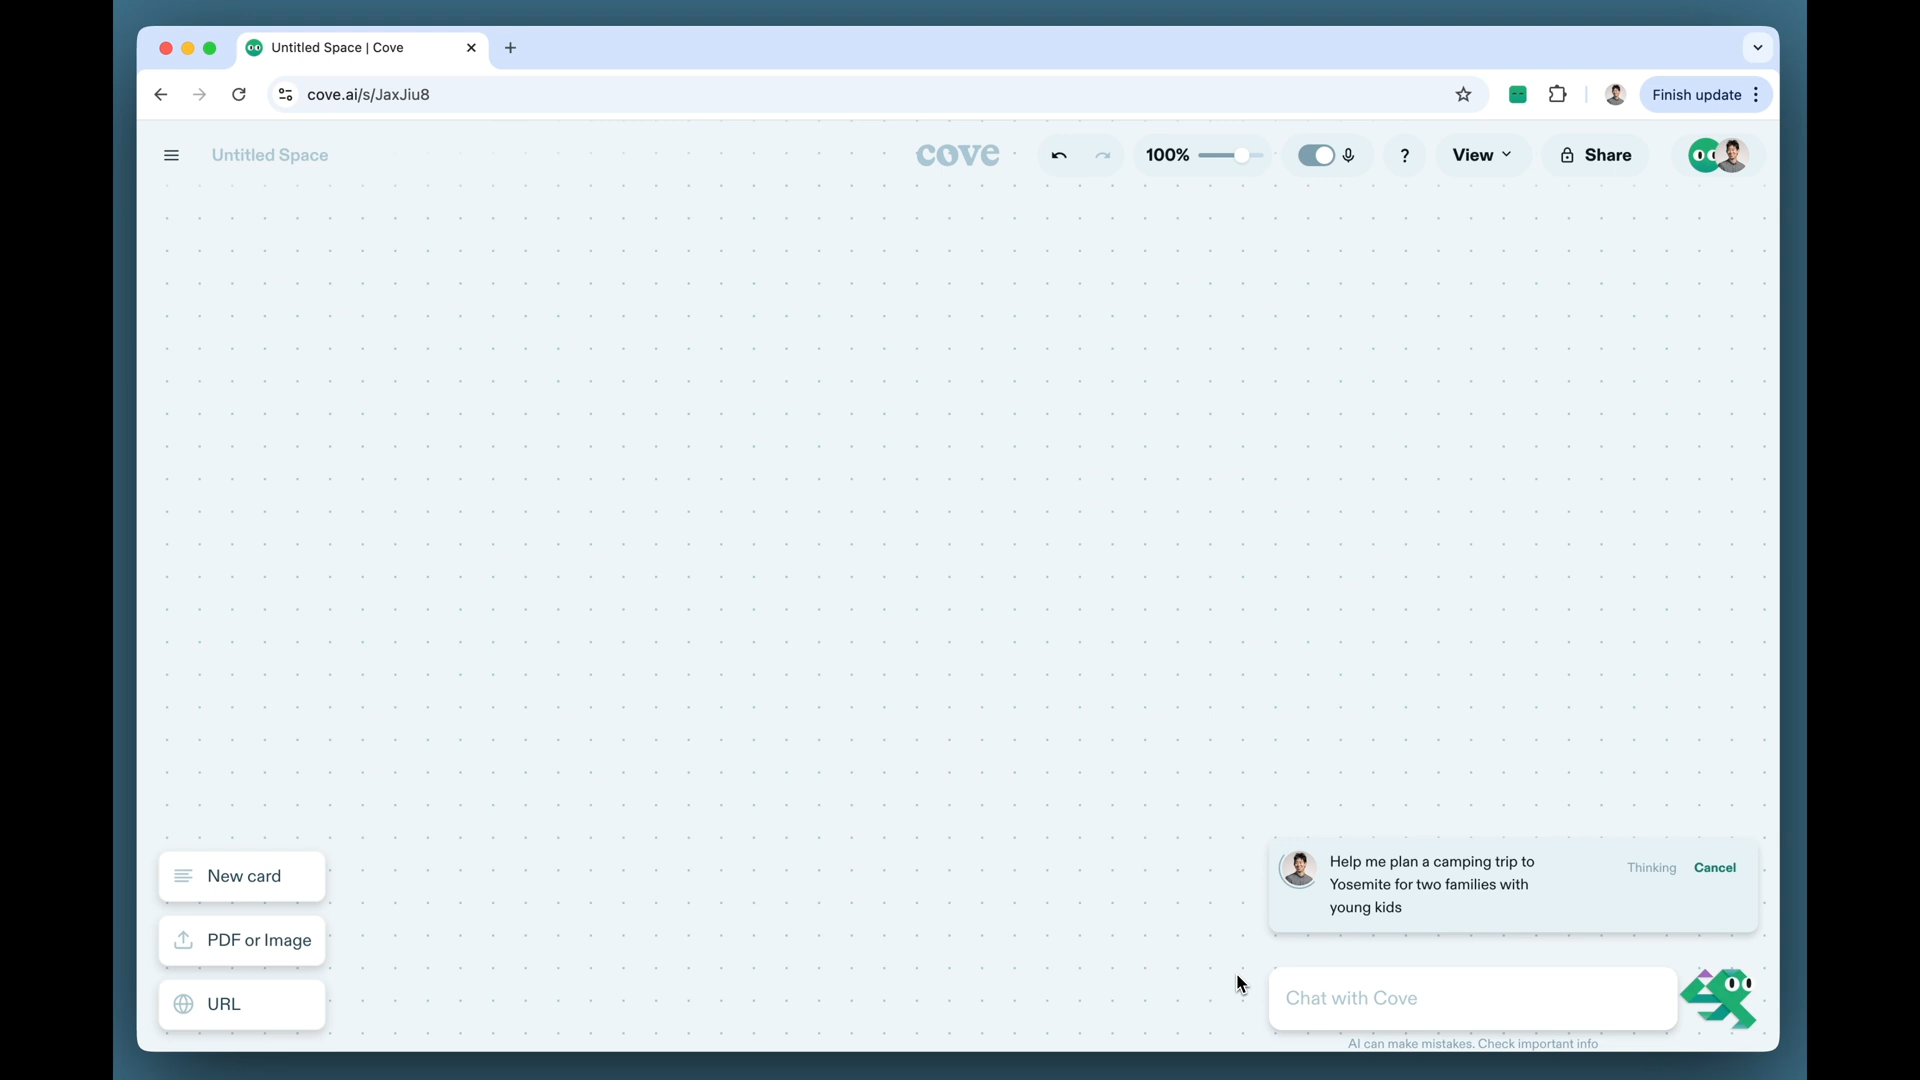 Untitled Space | Cove
cove.ai/s/JaxJiu8
Finish update
Untitled Space
cove
100%
?
View
Share
Help me plan a camping trip to
Yosemite for two families with
young kids
Thinking
Cancel
New card
PDF or Image
URL
Chat with Cove
AI can make mistakes. Check important info